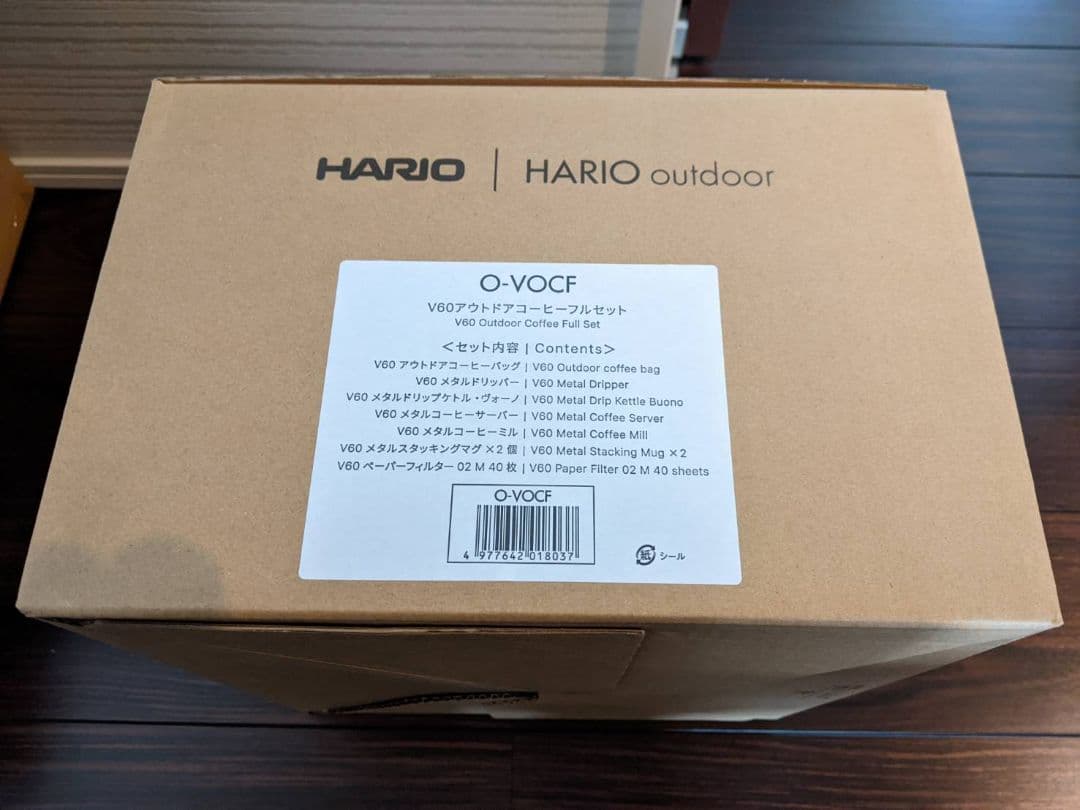 HARIO | HARIO outdoor
O-VOCF
V60アウトドアコーヒーフルセット
V60 Outdoor Coffee Full Set
＜セット内容 | Contents＞
V60 アウトドアコーヒーバッグ | V60 Outdoor coffee bag
V60 メタルドリッパー | V60 Metal Dripper
V60 メタルドリップケトル・ヴォーノ | V60 Metal Drip Kettle Buono
V60 メタルコーヒーサーバー | V60 Metal Coffee Server
V60 メタルコーヒーミル | V60 Metal Coffee Mill
V60 メタルスタッキングマグ ×2 個 | V60 Metal Stacking Mug ×2
V60 ペーパーフィルター 02 M 40 枚 | V60 Paper Filter 02 M 40 sheets
O-VOCF
4 977642 018037
紙 シール